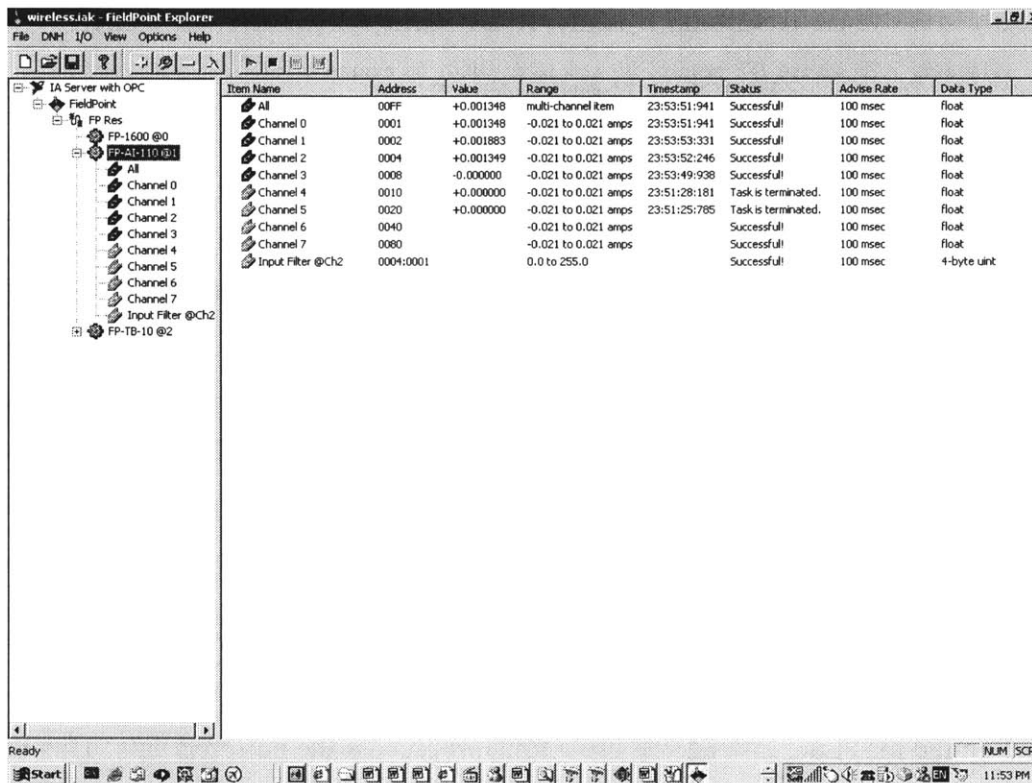 wireless.iak - FieldPoint Explorer
File DNH I/O View Options Help
IA Server with OPC
FieldPoint
FP Res
FP-1600 @0
FP-AI-110 @1
All
Channel 0
Channel 1
Channel 2
Channel 3
Channel 4
Channel 5
Channel 6
Channel 7
Input Filter @Ch2
FP-TB-10 @2
Item Name Address Value Range Timestamp Status Advise Rate Data Type
All 00FF +0.001348 multi-channel item 23:53:51:941 Successful! 100 msec float
Channel 0 0001 +0.001348 -0.021 to 0.021 amps 23:53:51:941 Successful! 100 msec float
Channel 1 0002 +0.001883 -0.021 to 0.021 amps 23:53:53:331 Successful! 100 msec float
Channel 2 0004 +0.001349 -0.021 to 0.021 amps 23:53:52:246 Successful! 100 msec float
Channel 3 0008 -0.000000 -0.021 to 0.021 amps 23:53:49:938 Successful! 100 msec float
Channel 4 0010 +0.000000 -0.021 to 0.021 amps 23:51:28:181 Task is terminated. 100 msec float
Channel 5 0020 +0.000000 -0.021 to 0.021 amps 23:51:25:785 Task is terminated. 100 msec float
Channel 6 0040 -0.021 to 0.021 amps Successful! 100 msec float
Channel 7 0080 -0.021 to 0.021 amps Successful! 100 msec float
Input Filter @Ch2 0004:0001 0.0 to 255.0 Successful! 100 msec 4-byte uint
Ready NUM
Start EN 11:53 PM